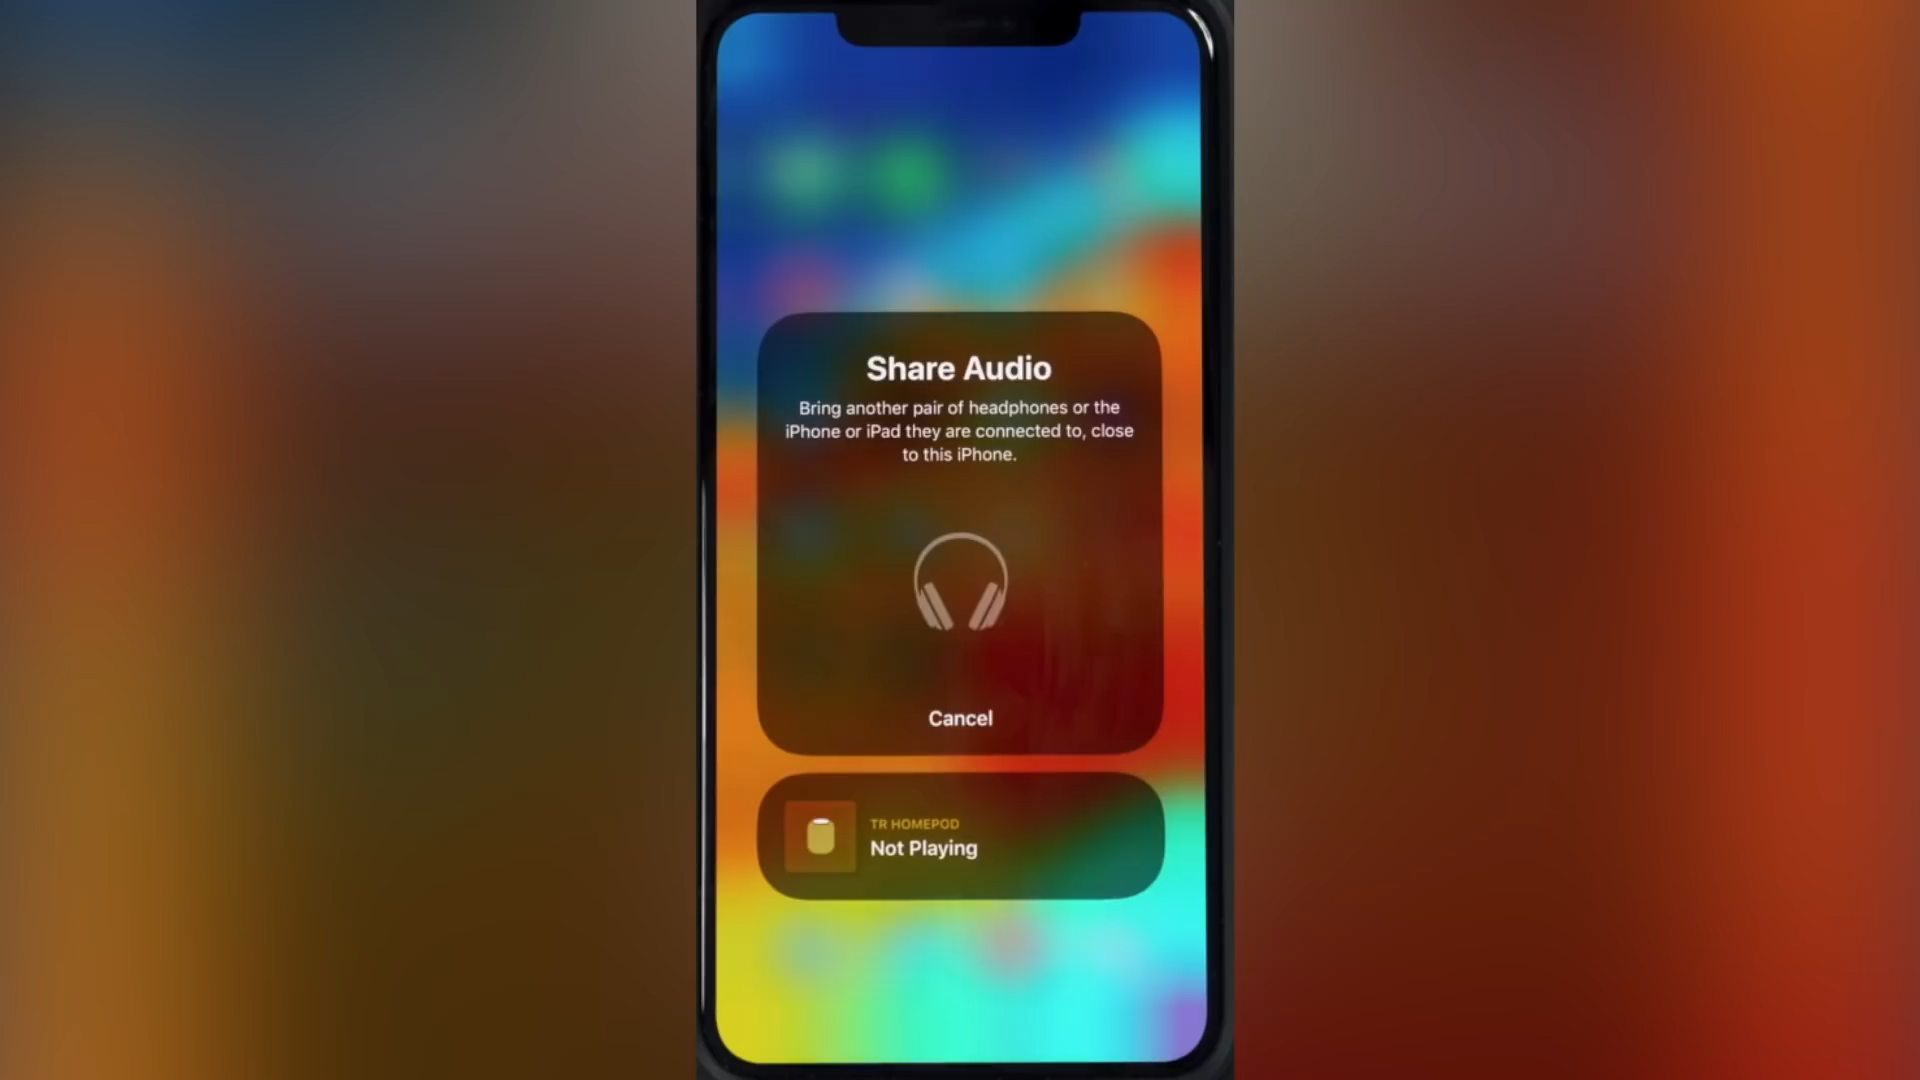 Share Audio
Bring another pair of headphones or the
iPhone or iPad they are connected to, close
to this iPhone.
Cancel
TR HOMEPOD
Not Playing